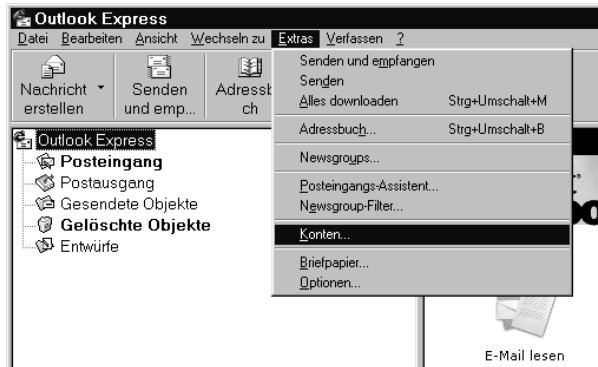 Outlook Express
Datei Bearbeiten Ansicht Wechseln zu Extras Verfassen ?
Nachricht erstellen
Senden und emp...
Adressb
ch
Senden und empfangen
Senden
Alles downloaden Strg+Umschalt+M
Adressbuch... Strg+Umschalt+B
Newsgroups...
Posteingangs-Assistent...
Newsgroup-Filter...
Konten...
Briefpapier...
Optionen...
Outlook Express
Posteingang
Postausgang
Gesendete Objekte
Gelöschte Objekte
Entwürfe
E-Mail lesen